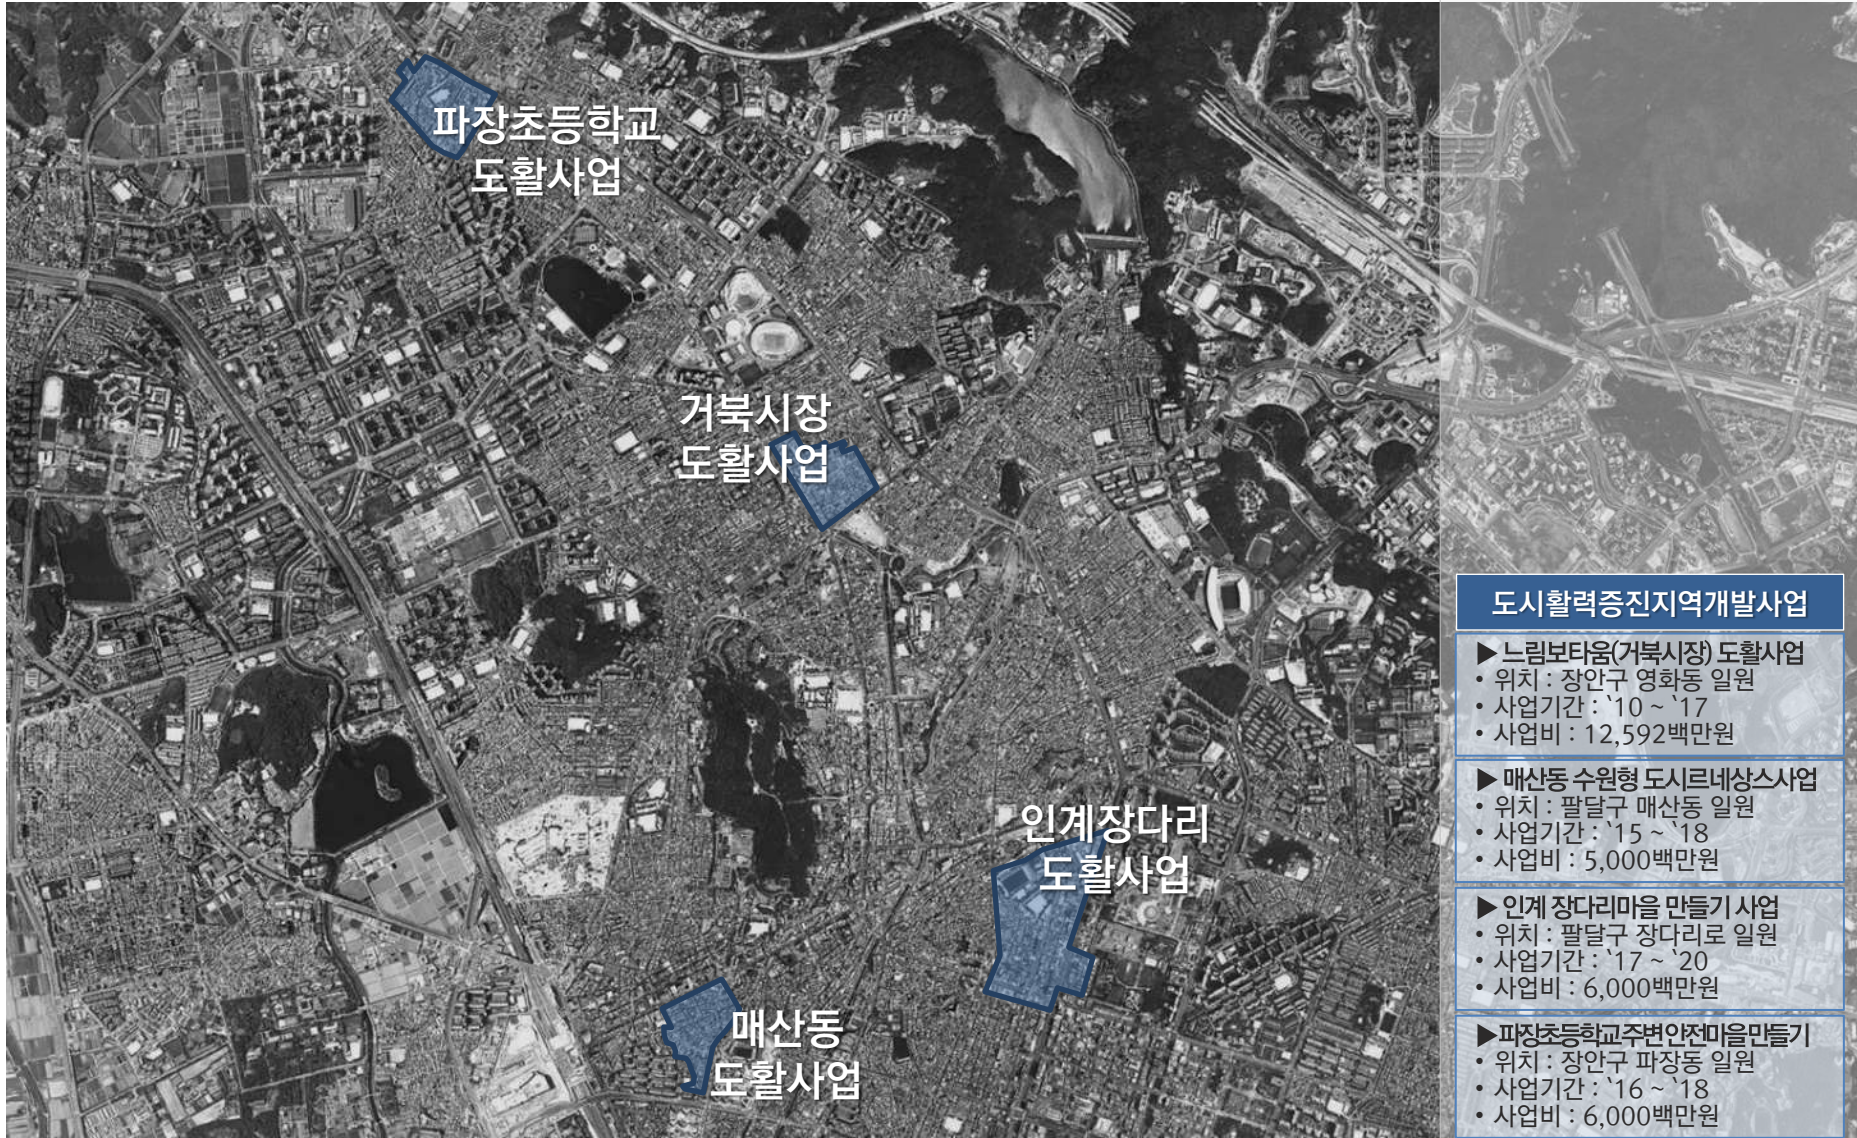 파장초등학교
도활사업
거북시장
도활사업
인계장다리
도활사업
매산동
도활사업
도시활력증진지역개발사업
▶ 느림보타움(거북시장) 도활사업
• 위치 : 장안구 영화동 일원
• 사업기간 : `10 ~ `17
• 사업비 : 12,592백만원
▶ 매산동 수원형 도시르네상스사업
• 위치 : 팔달구 매산동 일원
• 사업기간 : `15 ~ `18
• 사업비 : 5,000백만원
▶ 인계 장다리마을 만들기 사업
• 위치 : 팔달구 장다리로 일원
• 사업기간 : `17 ~ `20
• 사업비 : 6,000백만원
▶파장초등학교주변안전마을만들기
• 위치 : 장안구 파장동 일원
• 사업기간 : `16 ~ `18
• 사업비 : 6,000백만원